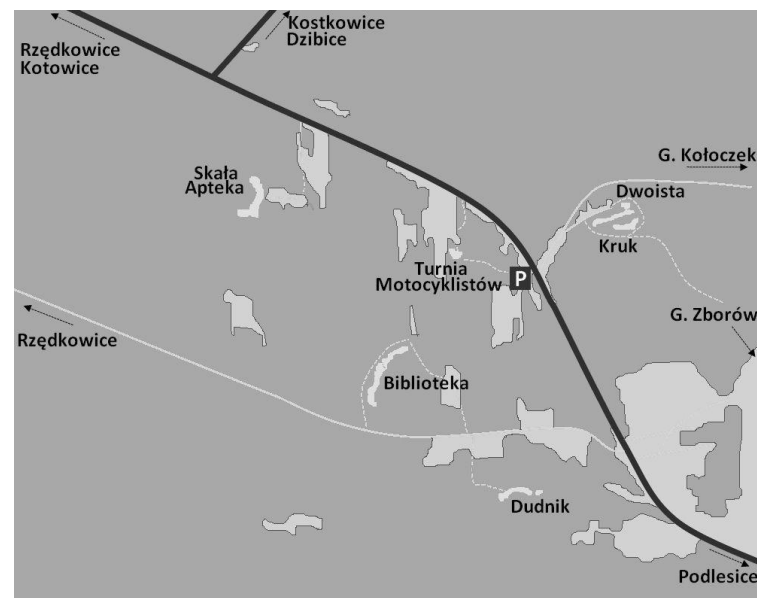 Kostkowice
Dzibice
Rzędkowice
Kotowice
G. Kołoczek
Skała
Apteka
Dwoista
Kruk
Turnia
Motocyklistów
P
G. Zborów
Rzędkowice
Biblioteka
Dudnik
Podlesice